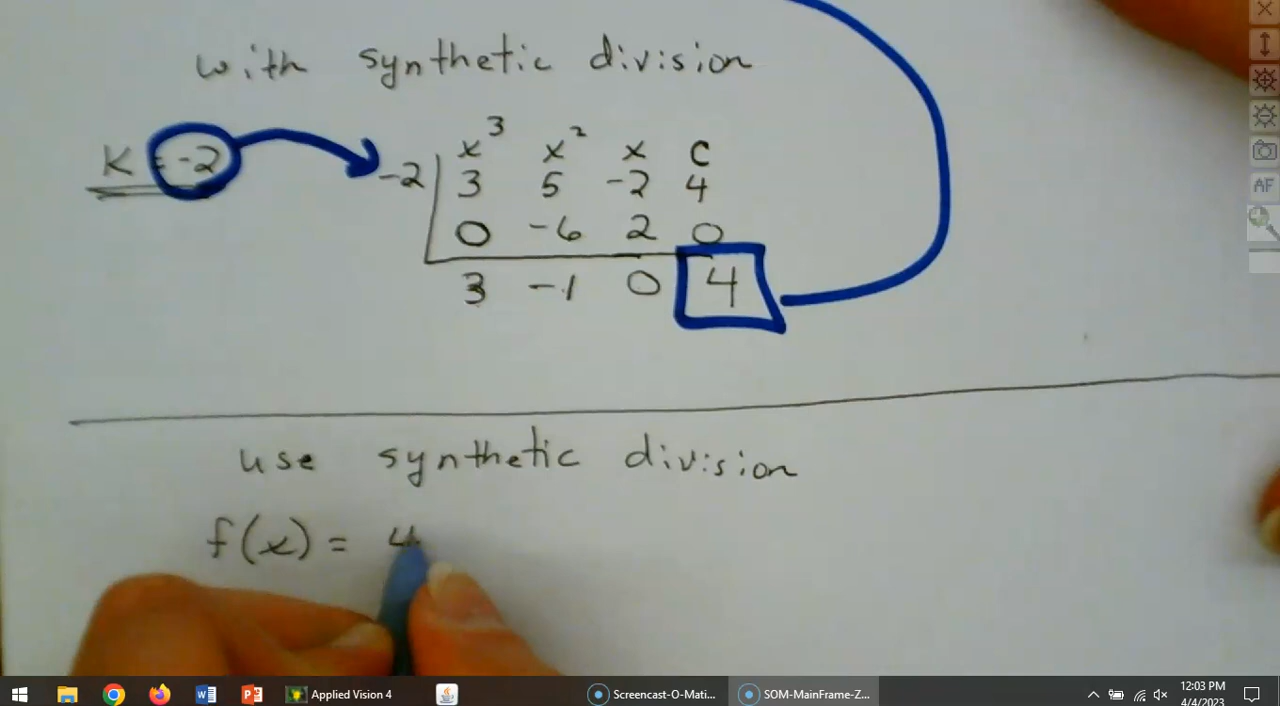 with synthetic division
K = -2
x³ x² x C
-2 3 5 -2 4
0 -6 2 0
3 -1 0 4
use synthetic division
f(x) = 4
AF
Applied Vision 4
Screencast-O-Mati...
SOM-MainFrame-Z...
12:03 PM
4/4/2023